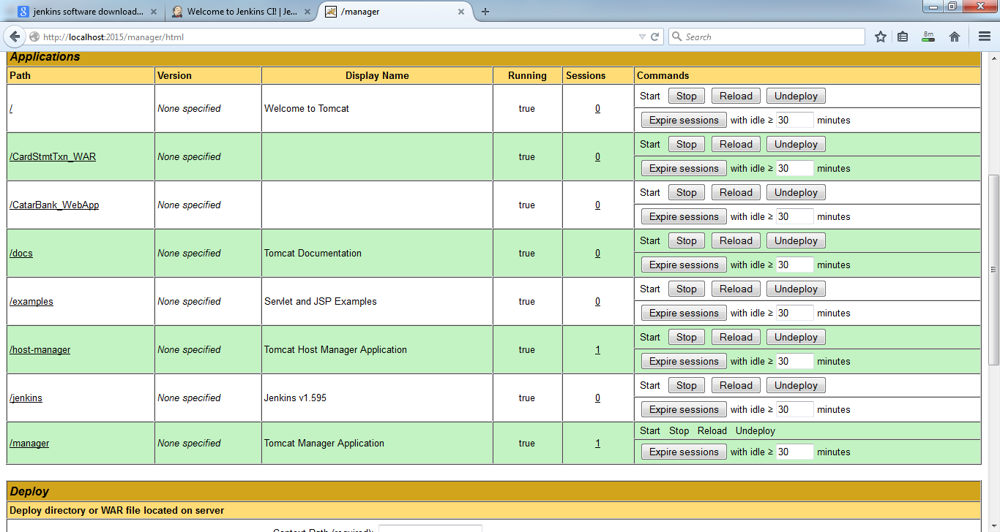 jenkins software download...
Welcome to Jenkins CI! | Je...
/manager
http://localhost:2015/manager/html
Search
8m
Applications
Path Version Display Name Running Sessions Commands
/ None specified Welcome to Tomcat true 0 Start Stop Reload Undeploy
Expire sessions with idle ≥ 30 minutes
/CardStmtTxn_WAR None specified true 0 Start Stop Reload Undeploy
Expire sessions with idle ≥ 30 minutes
/CatarBank_WebApp None specified true 0 Start Stop Reload Undeploy
Expire sessions with idle ≥ 30 minutes
/docs None specified Tomcat Documentation true 0 Start Stop Reload Undeploy
Expire sessions with idle ≥ 30 minutes
/examples None specified Servlet and JSP Examples true 0 Start Stop Reload Undeploy
Expire sessions with idle ≥ 30 minutes
/host-manager None specified Tomcat Host Manager Application true 1 Start Stop Reload Undeploy
Expire sessions with idle ≥ 30 minutes
/jenkins None specified Jenkins v1.595 true 0 Start Stop Reload Undeploy
Expire sessions with idle ≥ 30 minutes
/manager None specified Tomcat Manager Application true 1 Start Stop Reload Undeploy
Expire sessions with idle ≥ 30 minutes
Deploy
Deploy directory or WAR file located on server
Context Path (required):